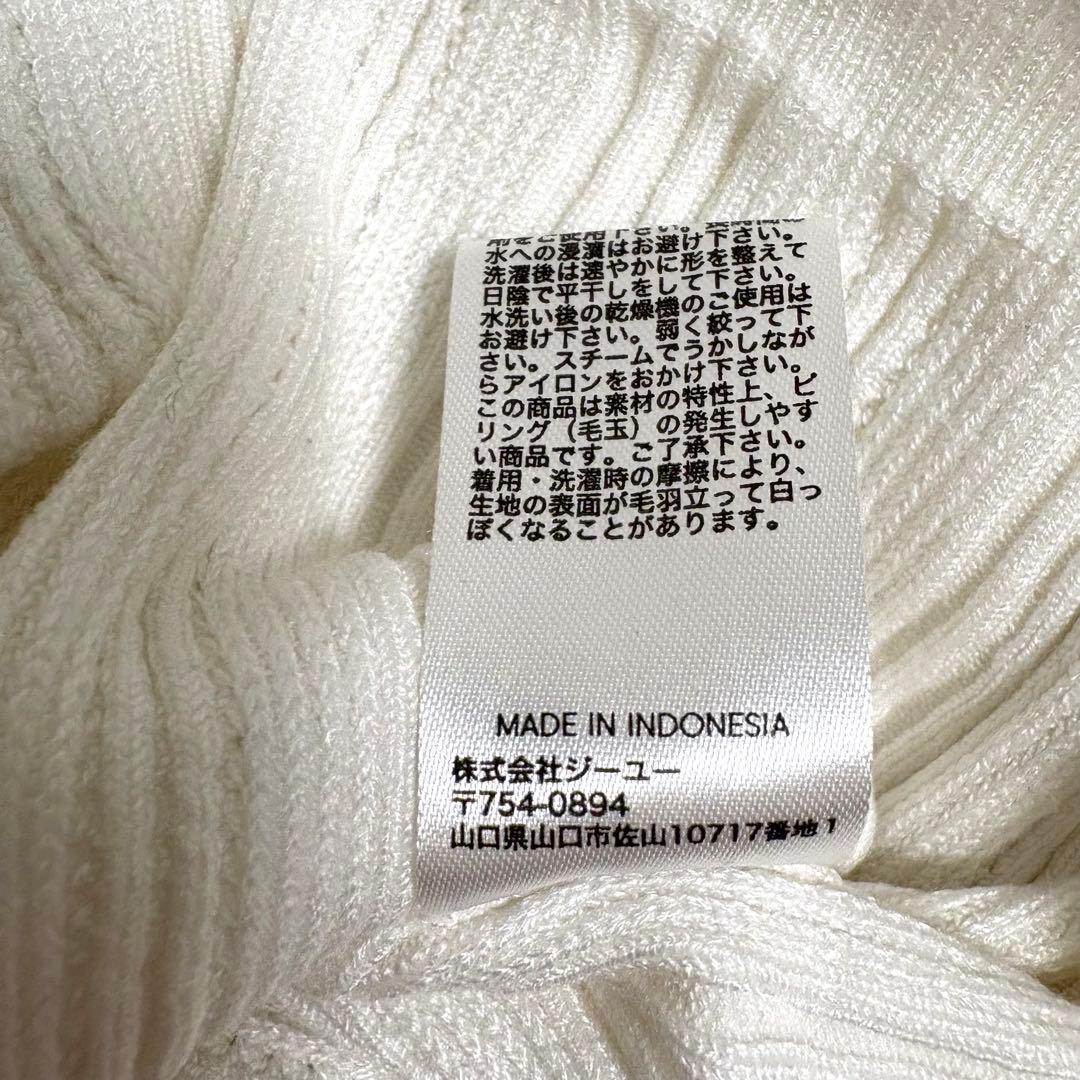 水への浸漬はお避け下さい。
洗濯後は速やかに形を整えて
日陰で平干しをして下さい。
水洗い後の乾燥機のご使用は
お避け下さい。弱く絞って下
さい。スチームでうかしなが
らアイロンをおかけ下さい。
この商品は素材の特性上、ピ
リング（毛玉）の発生しやす
い商品です。ご了承下さい。
着用・洗濯時の摩擦により、
生地の表面が毛羽立って白っ
ぽくなることがあります。
MADE IN INDONESIA
株式会社ジーユー
〒754-0894
山口県山口市佐山10717番地1